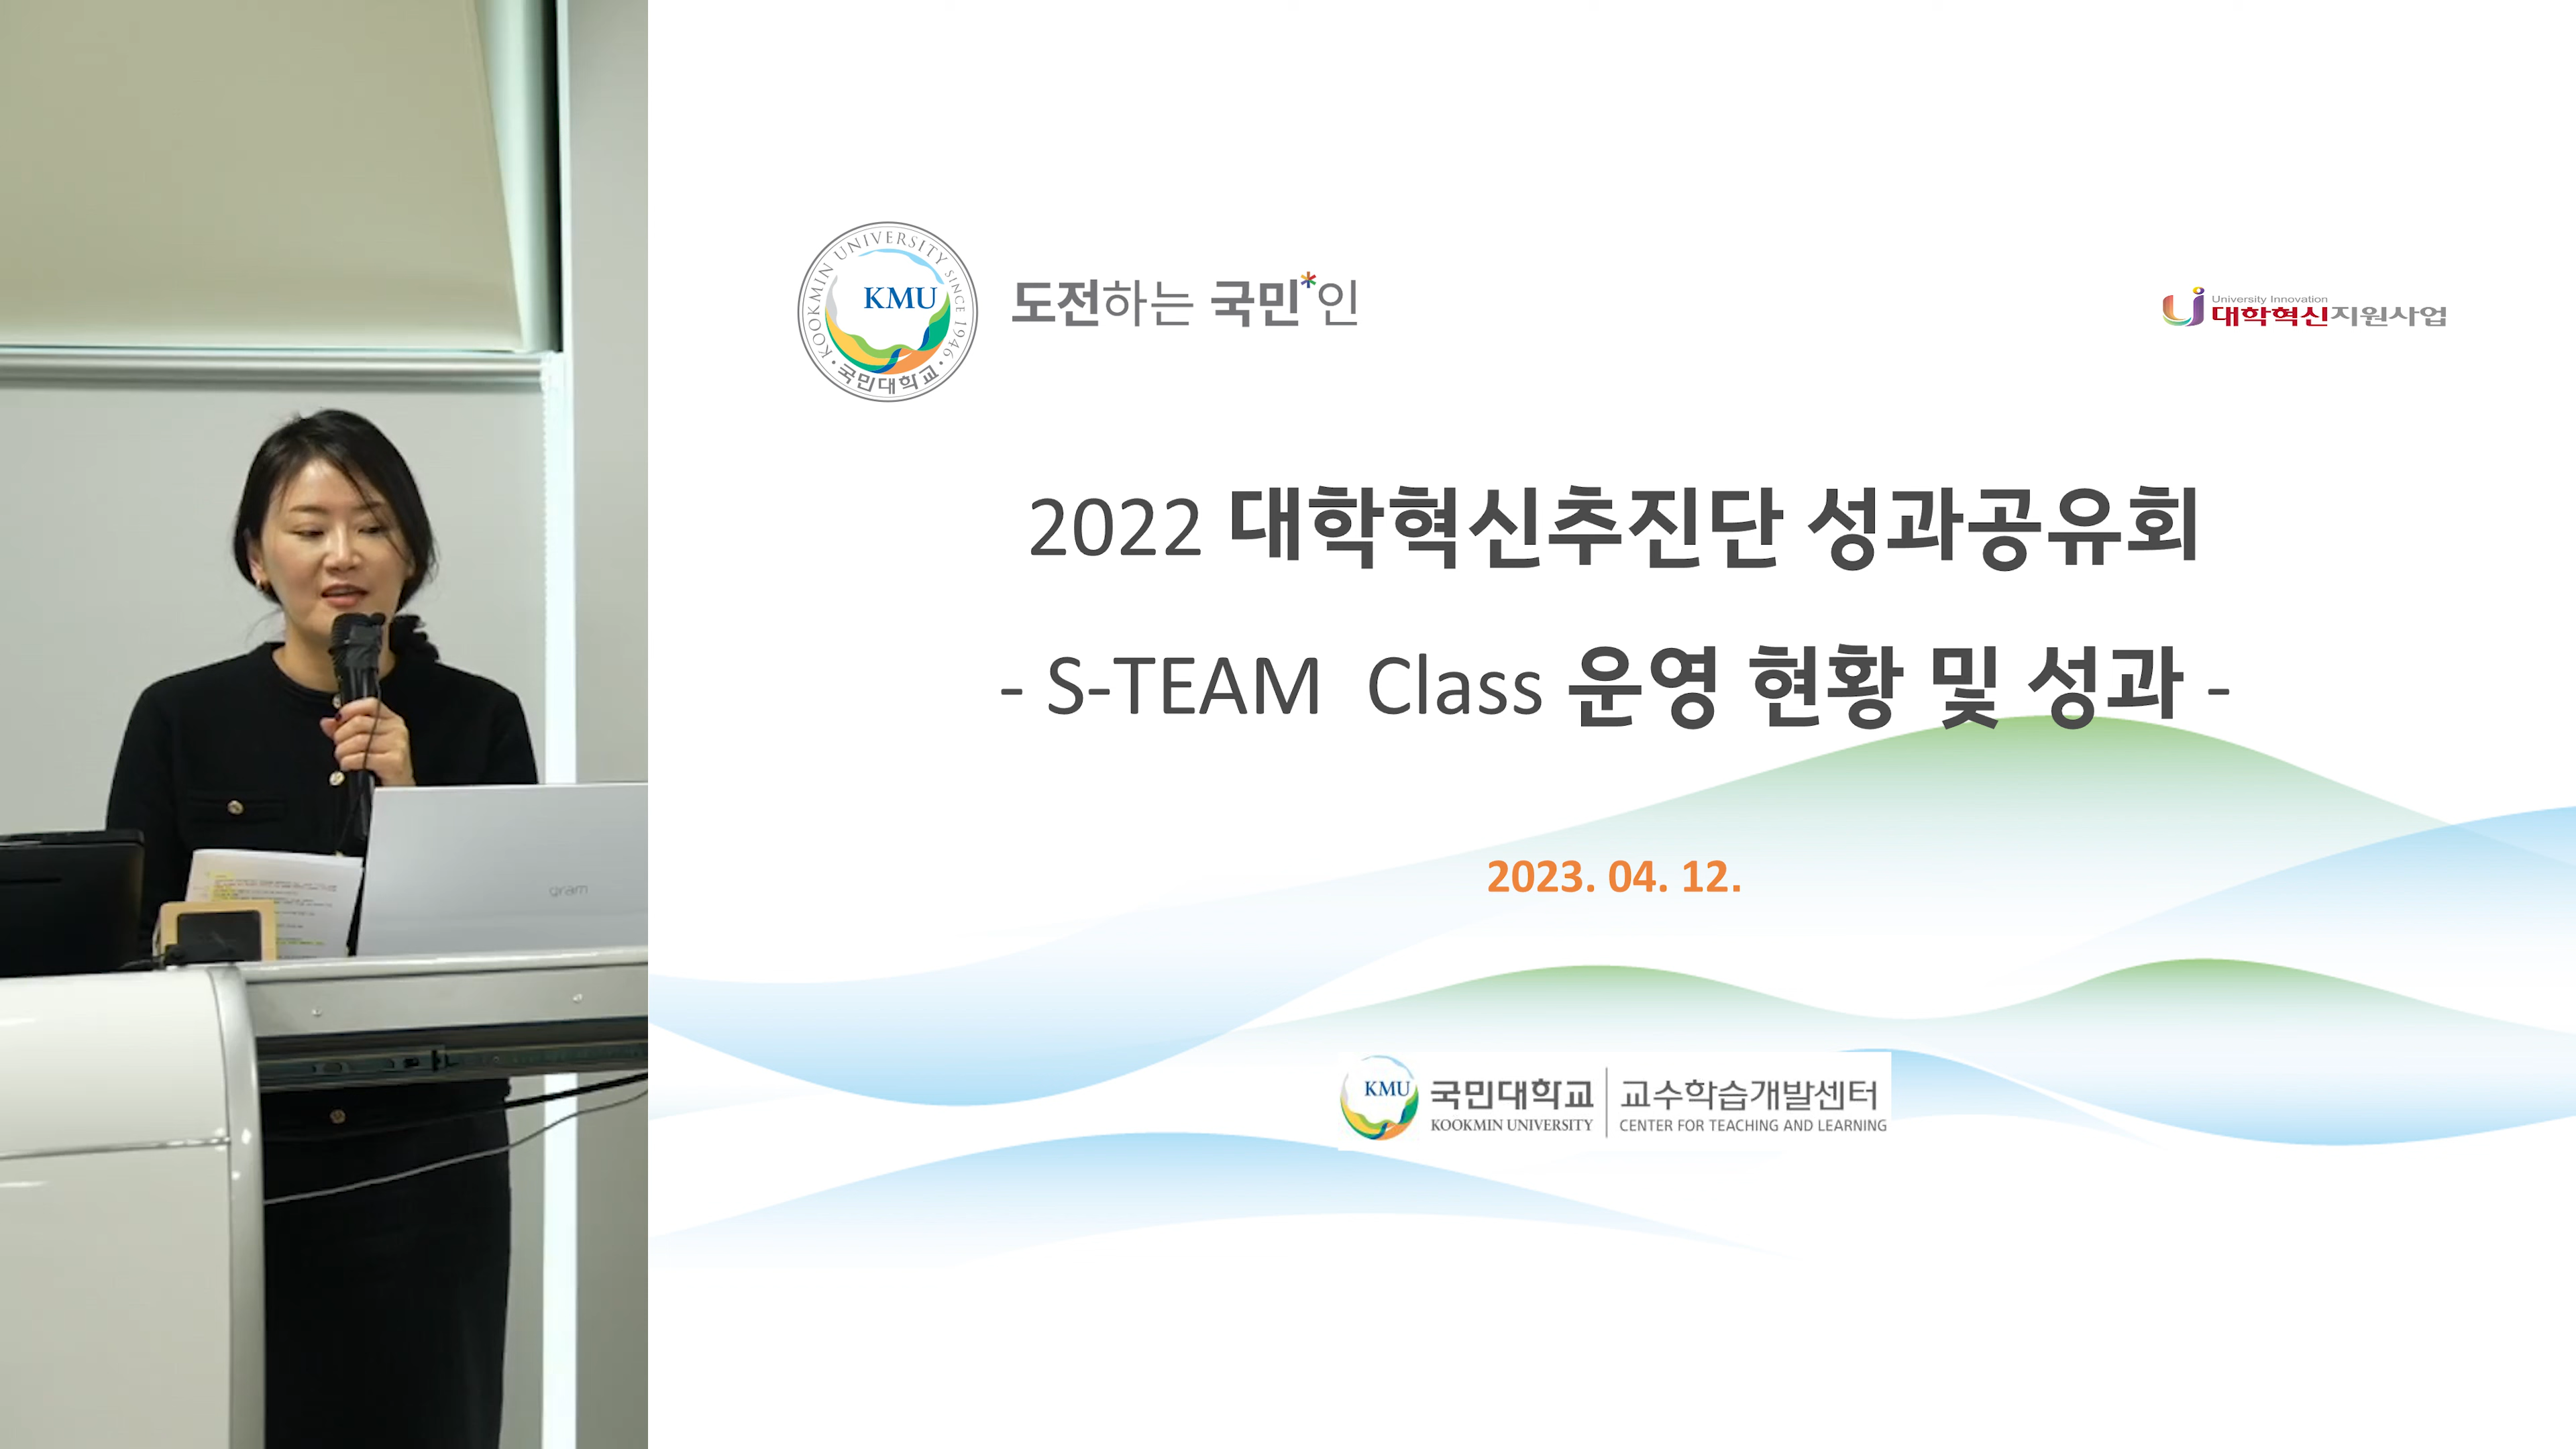 KOOKMIN UNIVERSITY SINCE 1946
KMU
국민대학교
도전하는 국민*인
University Innovation
대학혁신지원사업
2022 대학혁신추진단 성과공유회
- S-TEAM Class 운영 현황 및 성과 -
2023. 04. 12.
KMU 국민대학교 교수학습개발센터
KOOKMIN UNIVERSITY CENTER FOR TEACHING AND LEARNING
gram